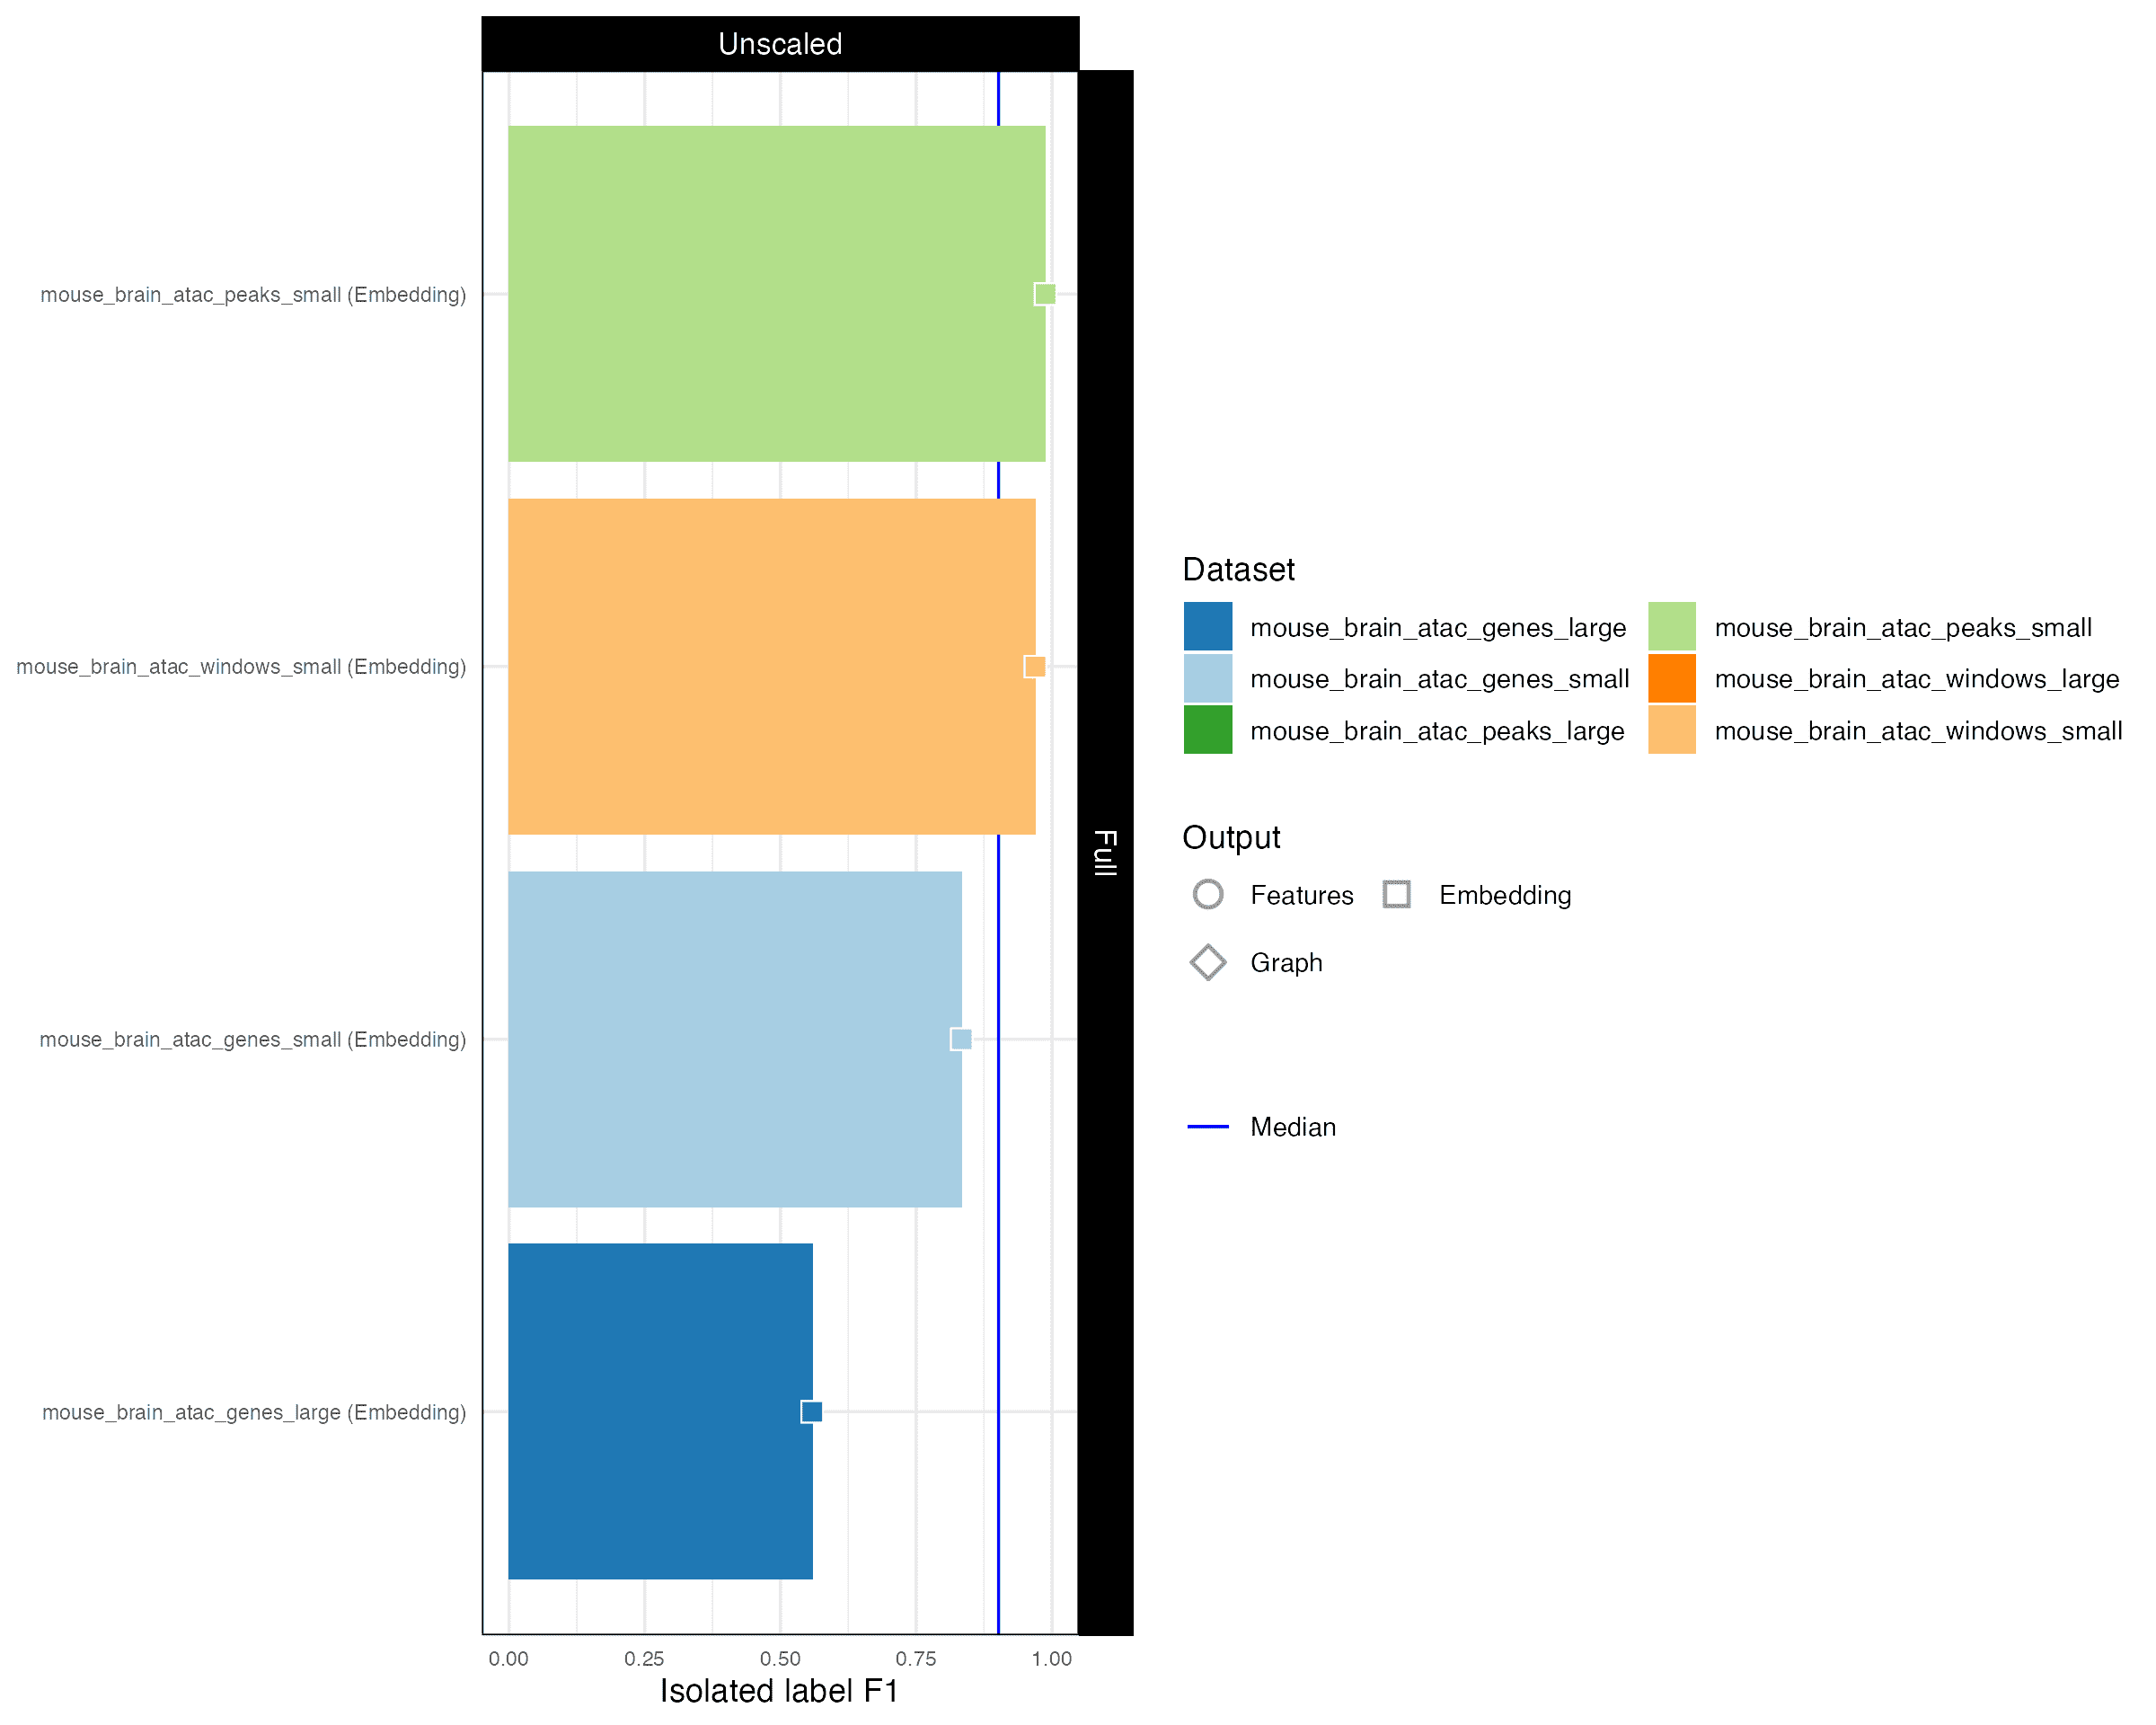 Unscaled
Full
mouse_brain_atac_peaks_small (Embedding)
mouse_brain_atac_windows_small (Embedding)
mouse_brain_atac_genes_small (Embedding)
mouse_brain_atac_genes_large (Embedding)
0.00 0.25 0.50 0.75 1.00
Isolated label F1
Dataset
mouse_brain_atac_genes_large mouse_brain_atac_peaks_small
mouse_brain_atac_genes_small mouse_brain_atac_windows_large
mouse_brain_atac_peaks_large mouse_brain_atac_windows_small
Output
Features Embedding
Graph
Median